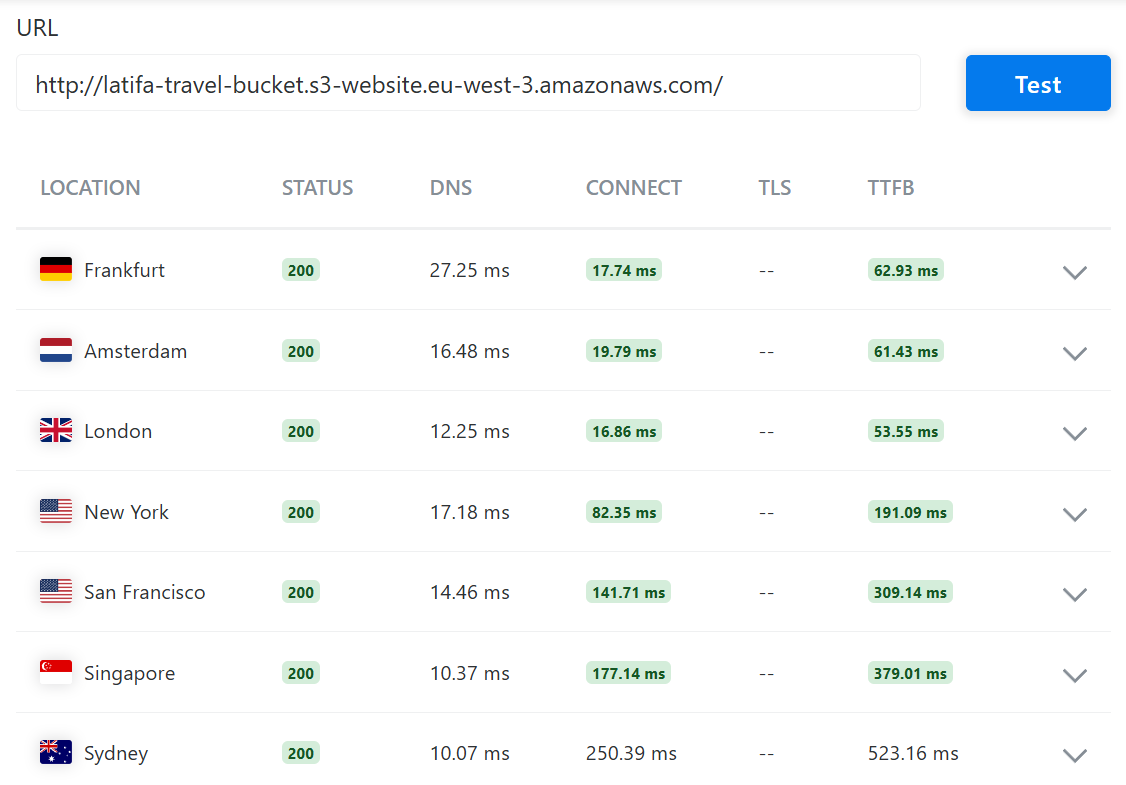 URL
http://latifa-travel-bucket.s3-website.eu-west-3.amazonaws.com/ Test
LOCATION STATUS DNS CONNECT TLS TTFB
Frankfurt 200 27.25 ms 17.74 ms -- 62.93 ms
Amsterdam 200 16.48 ms 19.79 ms -- 61.43 ms
London 200 12.25 ms 16.86 ms -- 53.55 ms
New York 200 17.18 ms 82.35 ms -- 191.09 ms
San Francisco 200 14.46 ms 141.71 ms -- 309.14 ms
Singapore 200 10.37 ms 177.14 ms -- 379.01 ms
Sydney 200 10.07 ms 250.39 ms -- 523.16 ms